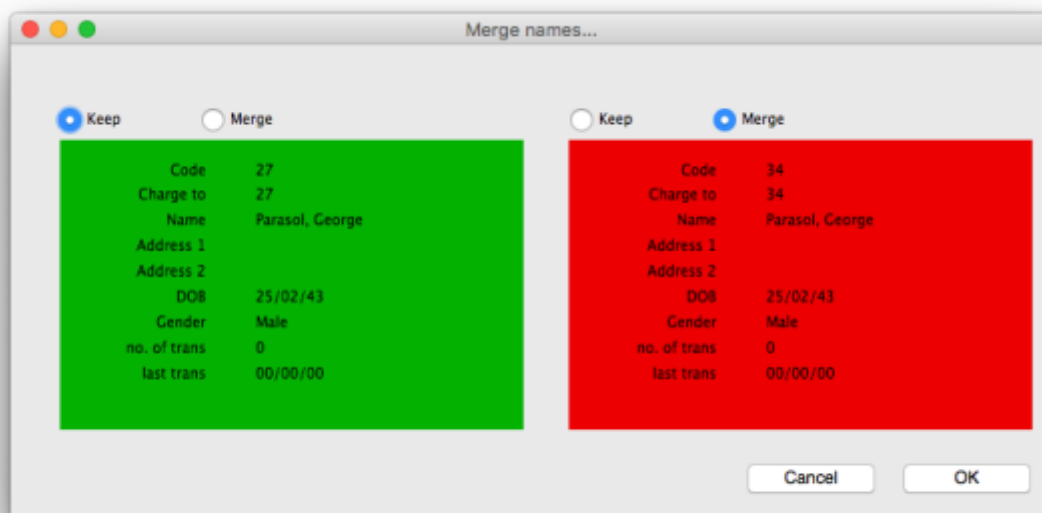 Merge names...
Keep Merge
Code 27
Charge to 27
Name Parasol, George
Address 1
Address 2
DOB 25/02/43
Gender Male
no. of trans 0
last trans 00/00/00
Keep Merge
Code 34
Charge to 34
Name Parasol, George
Address 1
Address 2
DOB 25/02/43
Gender Male
no. of trans 0
last trans 00/00/00
Cancel OK